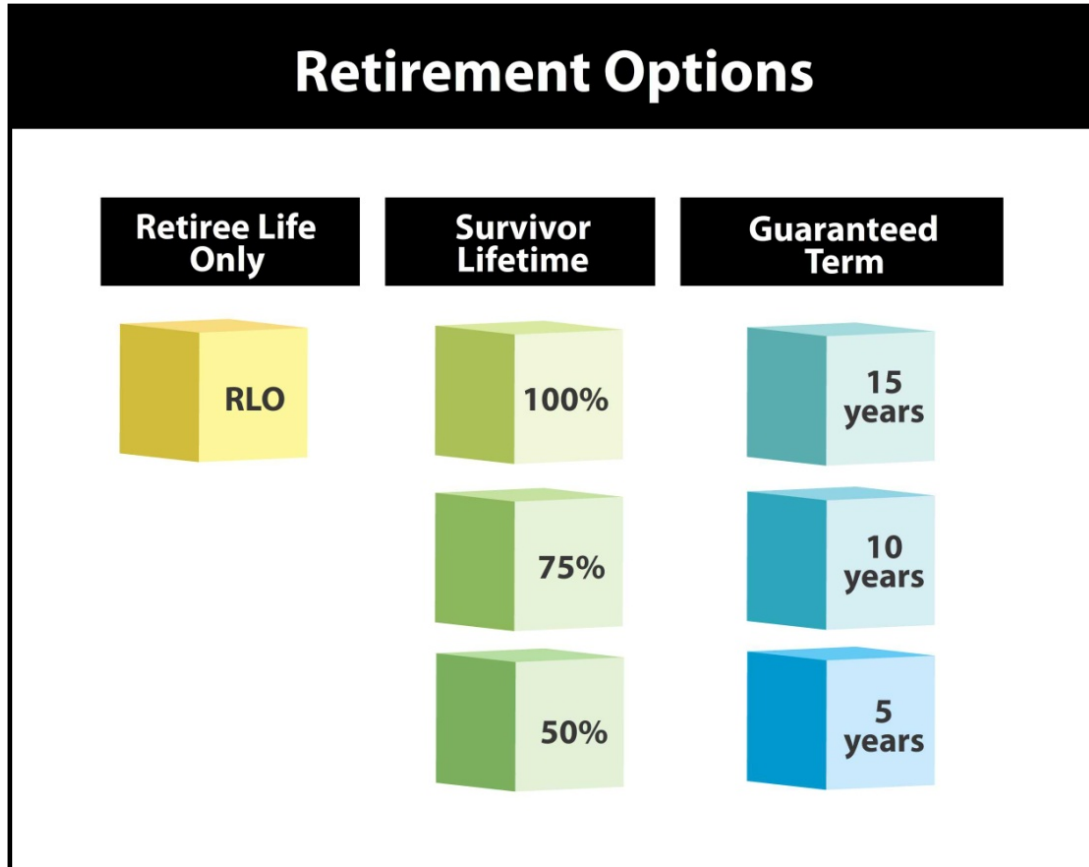 Retirement Options
Retiree Life
Only
RLO
Survivor
Lifetime
100%
75%
50%
Guaranteed
Term
15
years
10
years
5
years